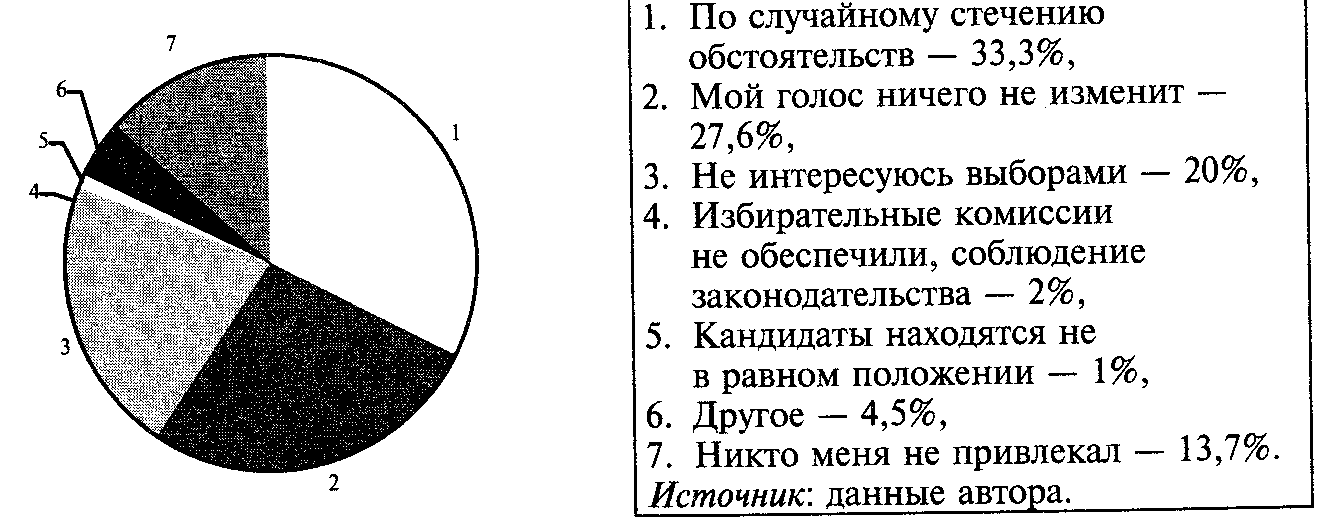 7
6
5
4
3
2
1
1. По случайному стечению
обстоятельств — 33,3%,
2. Мой голос ничего не изменит —
27,6%,
3. Не интересуюсь выборами — 20%,
4. Избирательные комиссии
не обеспечили, соблюдение
законодательства — 2%,
5. Кандидаты находятся не
в равном положении — 1%,
6. Другое — 4,5%,
7. Никто меня не привлекал — 13,7%.
Источник: данные автора.